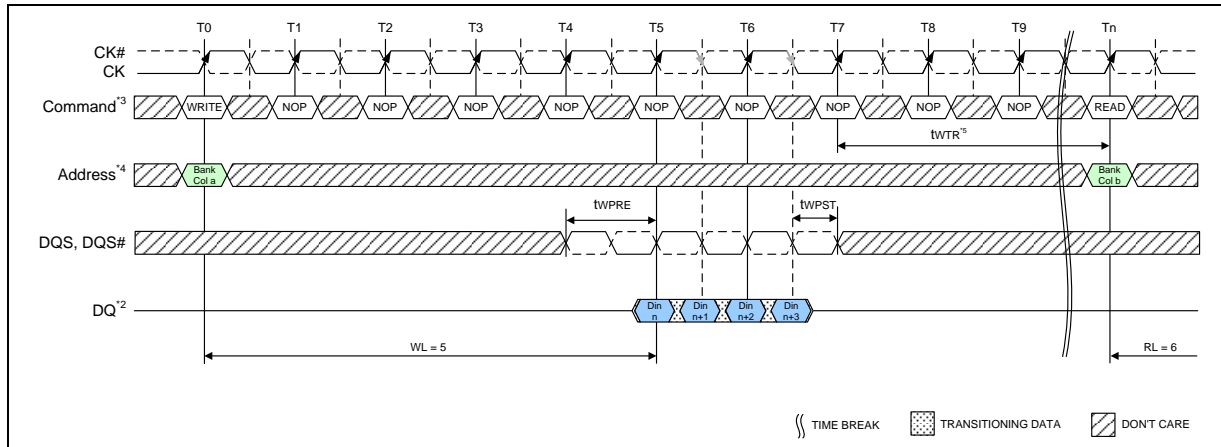 T0 T1 T2 T3 T4 T5 T6 T7 T8 T9 Tn
CK#
CK
Command*3 WRITE NOP NOP NOP NOP NOP NOP NOP NOP NOP READ
tWTR*5
Address*4 Bank Col a Bank Col b
tWPRE tWPST
DQS, DQS#
DQ*2 Din n Din n+1 Din n+2 Din n+3
WL = 5 RL = 6
TIME BREAK TRANSITIONING DATA DON'T CARE